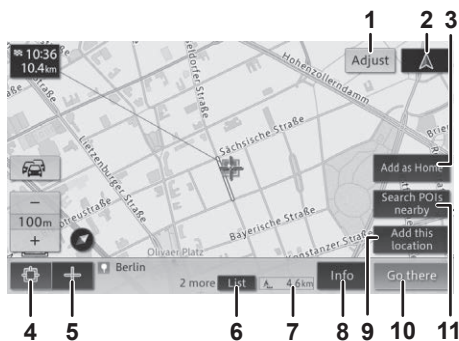 1 2 3
10:36
10.4km
Adjust
Hohenzollerndamm
Düsseldorfer Straße
Sächsische Straße
Lietzenburger Straße
Add as Home
Search POIs
nearby
Add this
location
100m
Bayerische Straße
Konstanzer Straße
Olivaer Platz
Berlin
2 more List 4.6km Info Go there
4 5 6 7 8 9 10 11